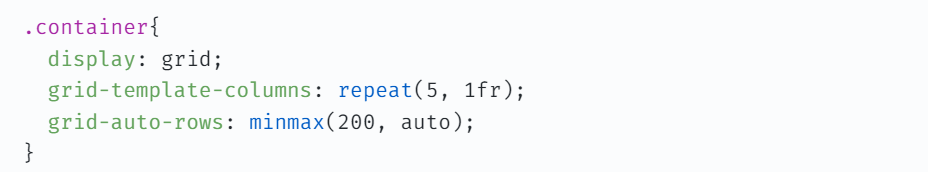 .container{
  display: grid;
  grid-template-columns: repeat(5, 1fr);
  grid-auto-rows: minmax(200, auto);
}